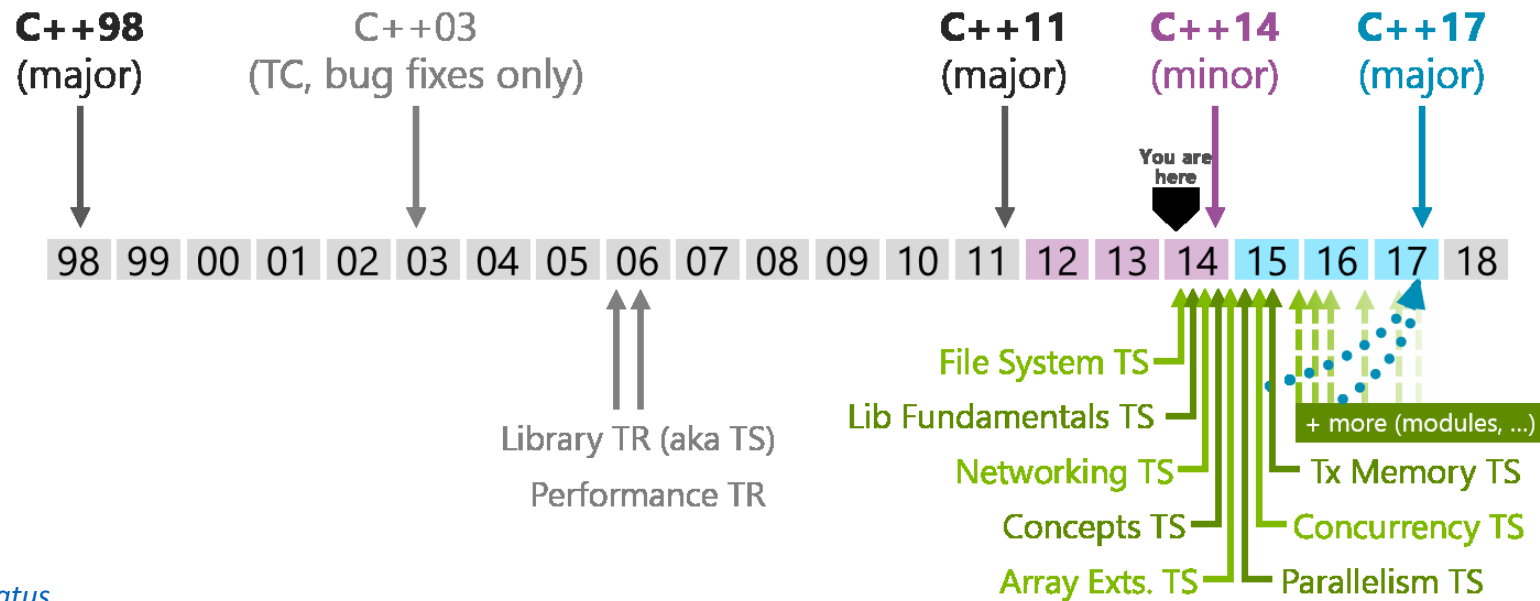 C++98
(major)
C++03
(TC, bug fixes only)
C++11
(major)
C++14
(minor)
C++17
(major)
You are
here
98 99 00 01 02 03 04 05 06 07 08 09 10 11 12 13 14 15 16 17 18
File System TS
Lib Fundamentals TS
+ more (modules, ...)
Library TR (aka TS)
Networking TS
Tx Memory TS
Performance TR
Concepts TS
Concurrency TS
Array Exts. TS
Parallelism TS